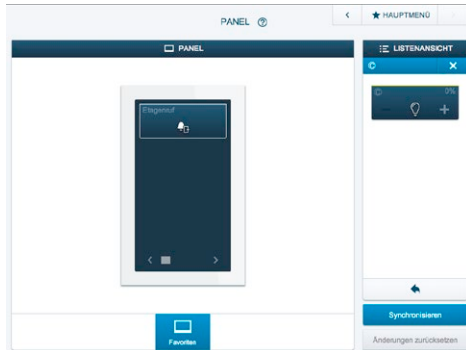 PANEL
HAUPTMENÜ
PANEL
LISTENANSICHT
Etagenruf
0%
Favoriten
Synchronisieren
Änderungen zurücksetzen